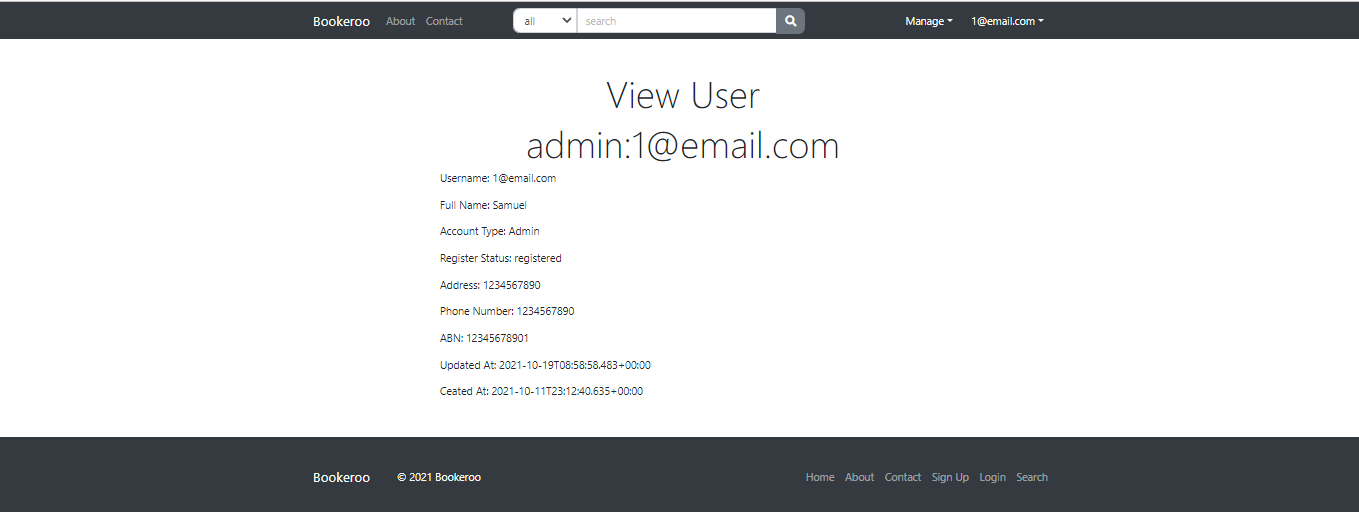 Bookeroo About Contact all search Manage 1@email.com
View User
admin:1@email.com
Username: 1@email.com
Full Name: Samuel
Account Type: Admin
Register Status: registered
Address: 1234567890
Phone Number: 1234567890
ABN: 12345678901
Updated At: 2021-10-19T08:58:58.483+00:00
Ceated At: 2021-10-11T23:12:40.635+00:00
Bookeroo © 2021 Bookeroo Home About Contact Sign Up Login Search